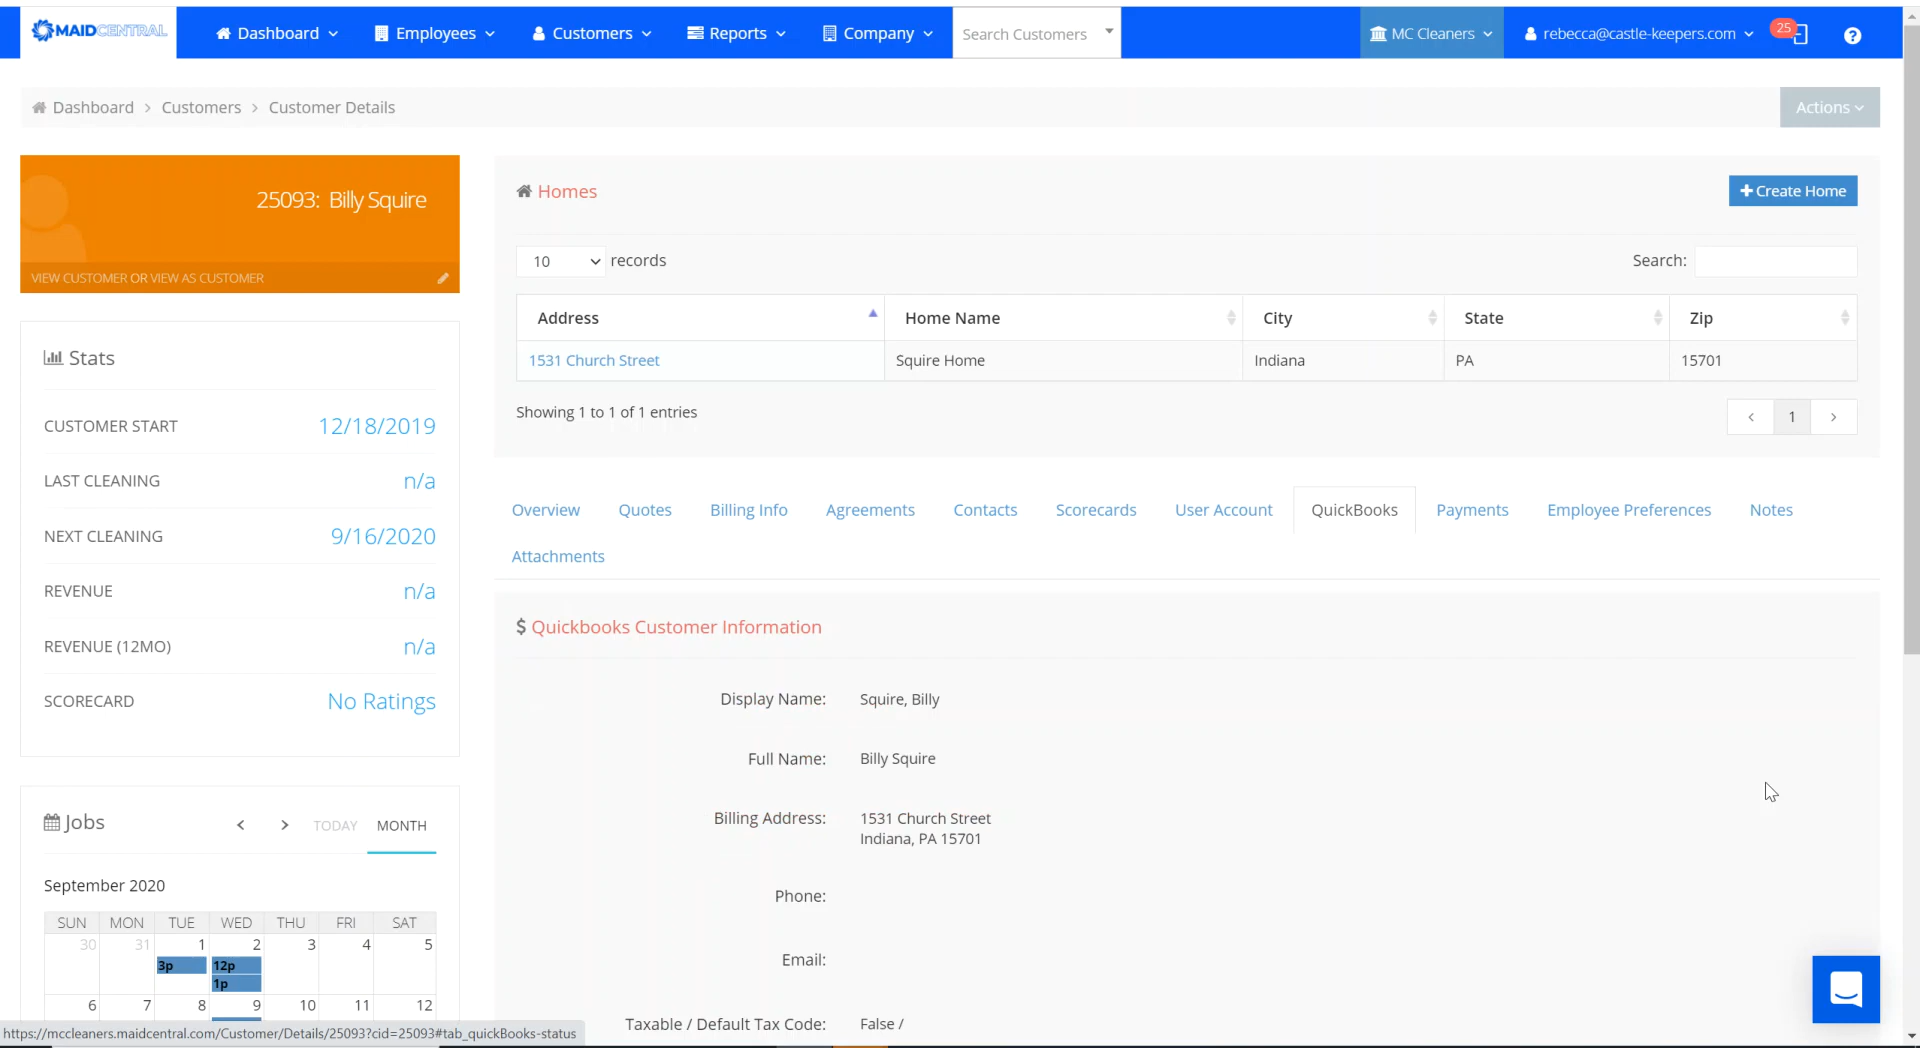 MAIDCENTRAL
Dashboard
Employees
Customers
Reports
Company
Search Customers
MC Cleaners
rebecca@castle-keepers.com
25
?
Dashboard > Customers > Customer Details
Actions
25093: Billy Squire
VIEW CUSTOMER OR VIEW AS CUSTOMER
Homes
+ Create Home
10 records
Search:
Address Home Name City State Zip
1531 Church Street Squire Home Indiana PA 15701
Showing 1 to 1 of 1 entries
< 1 >
Stats
CUSTOMER START 12/18/2019
LAST CLEANING n/a
NEXT CLEANING 9/16/2020
REVENUE n/a
REVENUE (12MO) n/a
SCORECARD No Ratings
Overview Quotes Billing Info Agreements Contacts Scorecards User Account QuickBooks Payments Employee Preferences Notes
Attachments
$ Quickbooks Customer Information
Display Name: Squire, Billy
Full Name: Billy Squire
Billing Address: 1531 Church Street
Indiana, PA 15701
Phone:
Email:
Taxable / Default Tax Code: False /
Jobs
< > TODAY MONTH
September 2020
SUN MON TUE WED THU FRI SAT
30 31 1 2 3 4 5
3p 12p
1p
6 7 8 9 10 11 12
https://mccleaners.maidcentral.com/Customer/Details/25093?cid=25093#tab_quickBooks-status